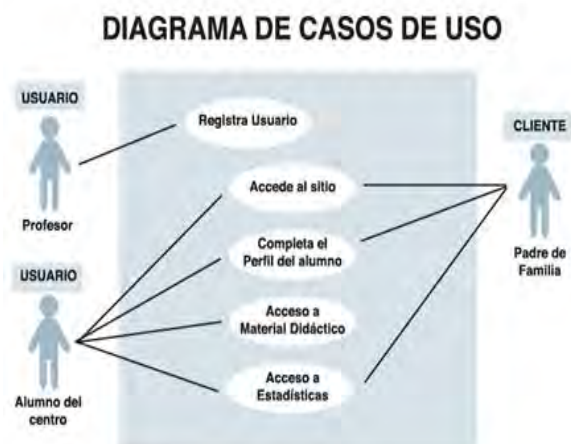 DIAGRAMA DE CASOS DE USO
USUARIO
Profesor
USUARIO
Alumno del
centro
Registra Usuario
Accede al sitio
Completa el
Perfil del alumno
Acceso a
Material Didáctico
Acceso a
Estadísticas
CLIENTE
Padre de
Familia